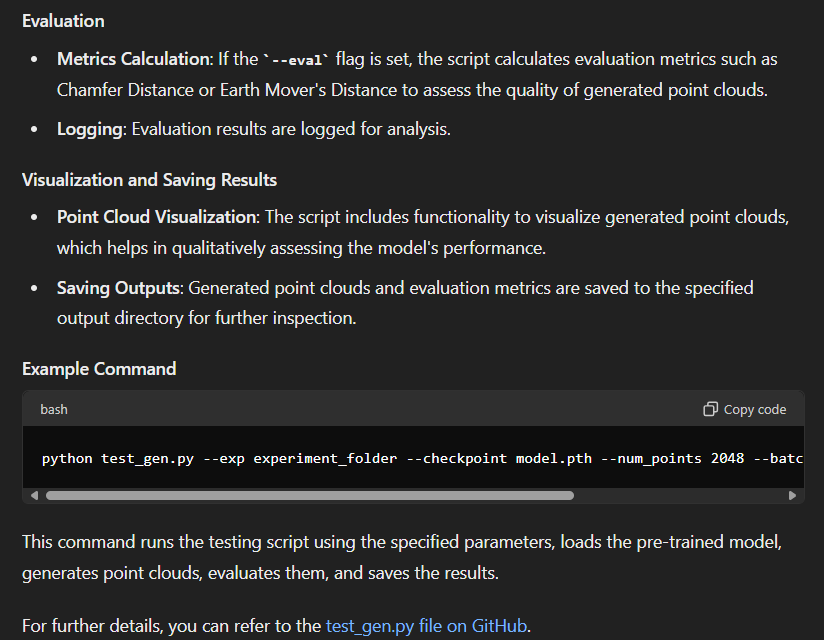 Evaluation
• Metrics Calculation: If the `--eval` flag is set, the script calculates evaluation metrics such as
Chamfer Distance or Earth Mover's Distance to assess the quality of generated point clouds.
• Logging: Evaluation results are logged for analysis.
Visualization and Saving Results
• Point Cloud Visualization: The script includes functionality to visualize generated point clouds,
which helps in qualitatively assessing the model's performance.
• Saving Outputs: Generated point clouds and evaluation metrics are saved to the specified
output directory for further inspection.
Example Command
bash Copy code
python test_gen.py --exp experiment_folder --checkpoint model.pth --num_points 2048 --batc
This command runs the testing script using the specified parameters, loads the pre-trained model,
generates point clouds, evaluates them, and saves the results.
For further details, you can refer to the test_gen.py file on GitHub.